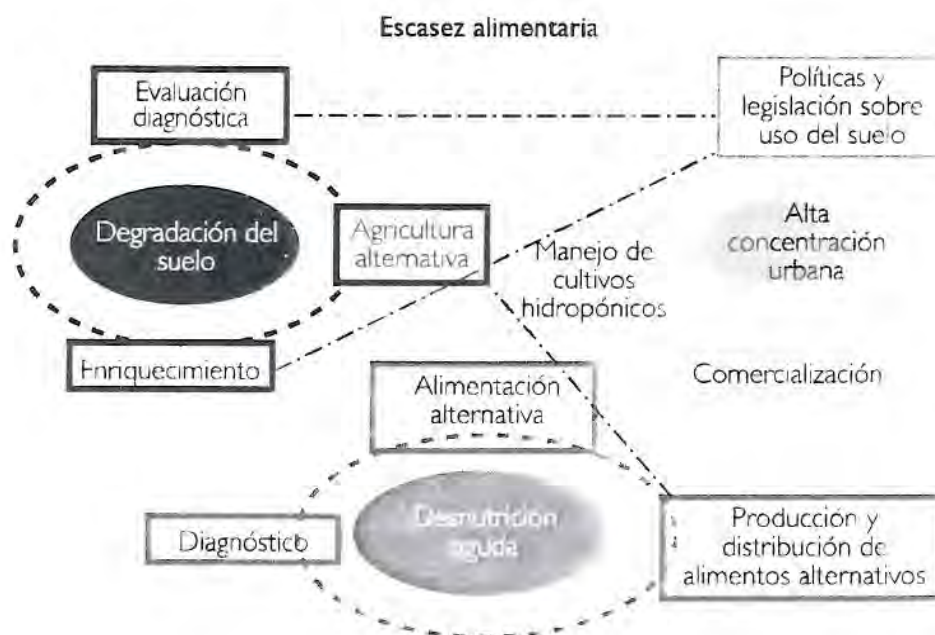 Escasez alimentaria
Evaluación
diagnóstica
Políticas y
legislación sobre
uso del suelo
Degradación del
suelo
Agricultura
alternativa
Manejo de
cultivos
hidropónicos
Alta
concentración
urbana
Enriquecimiento
Alimentación
alternativa
Comercialización
Diagnóstico
Desnutrición
aguda
Producción y
distribución de
alimentos alternativos